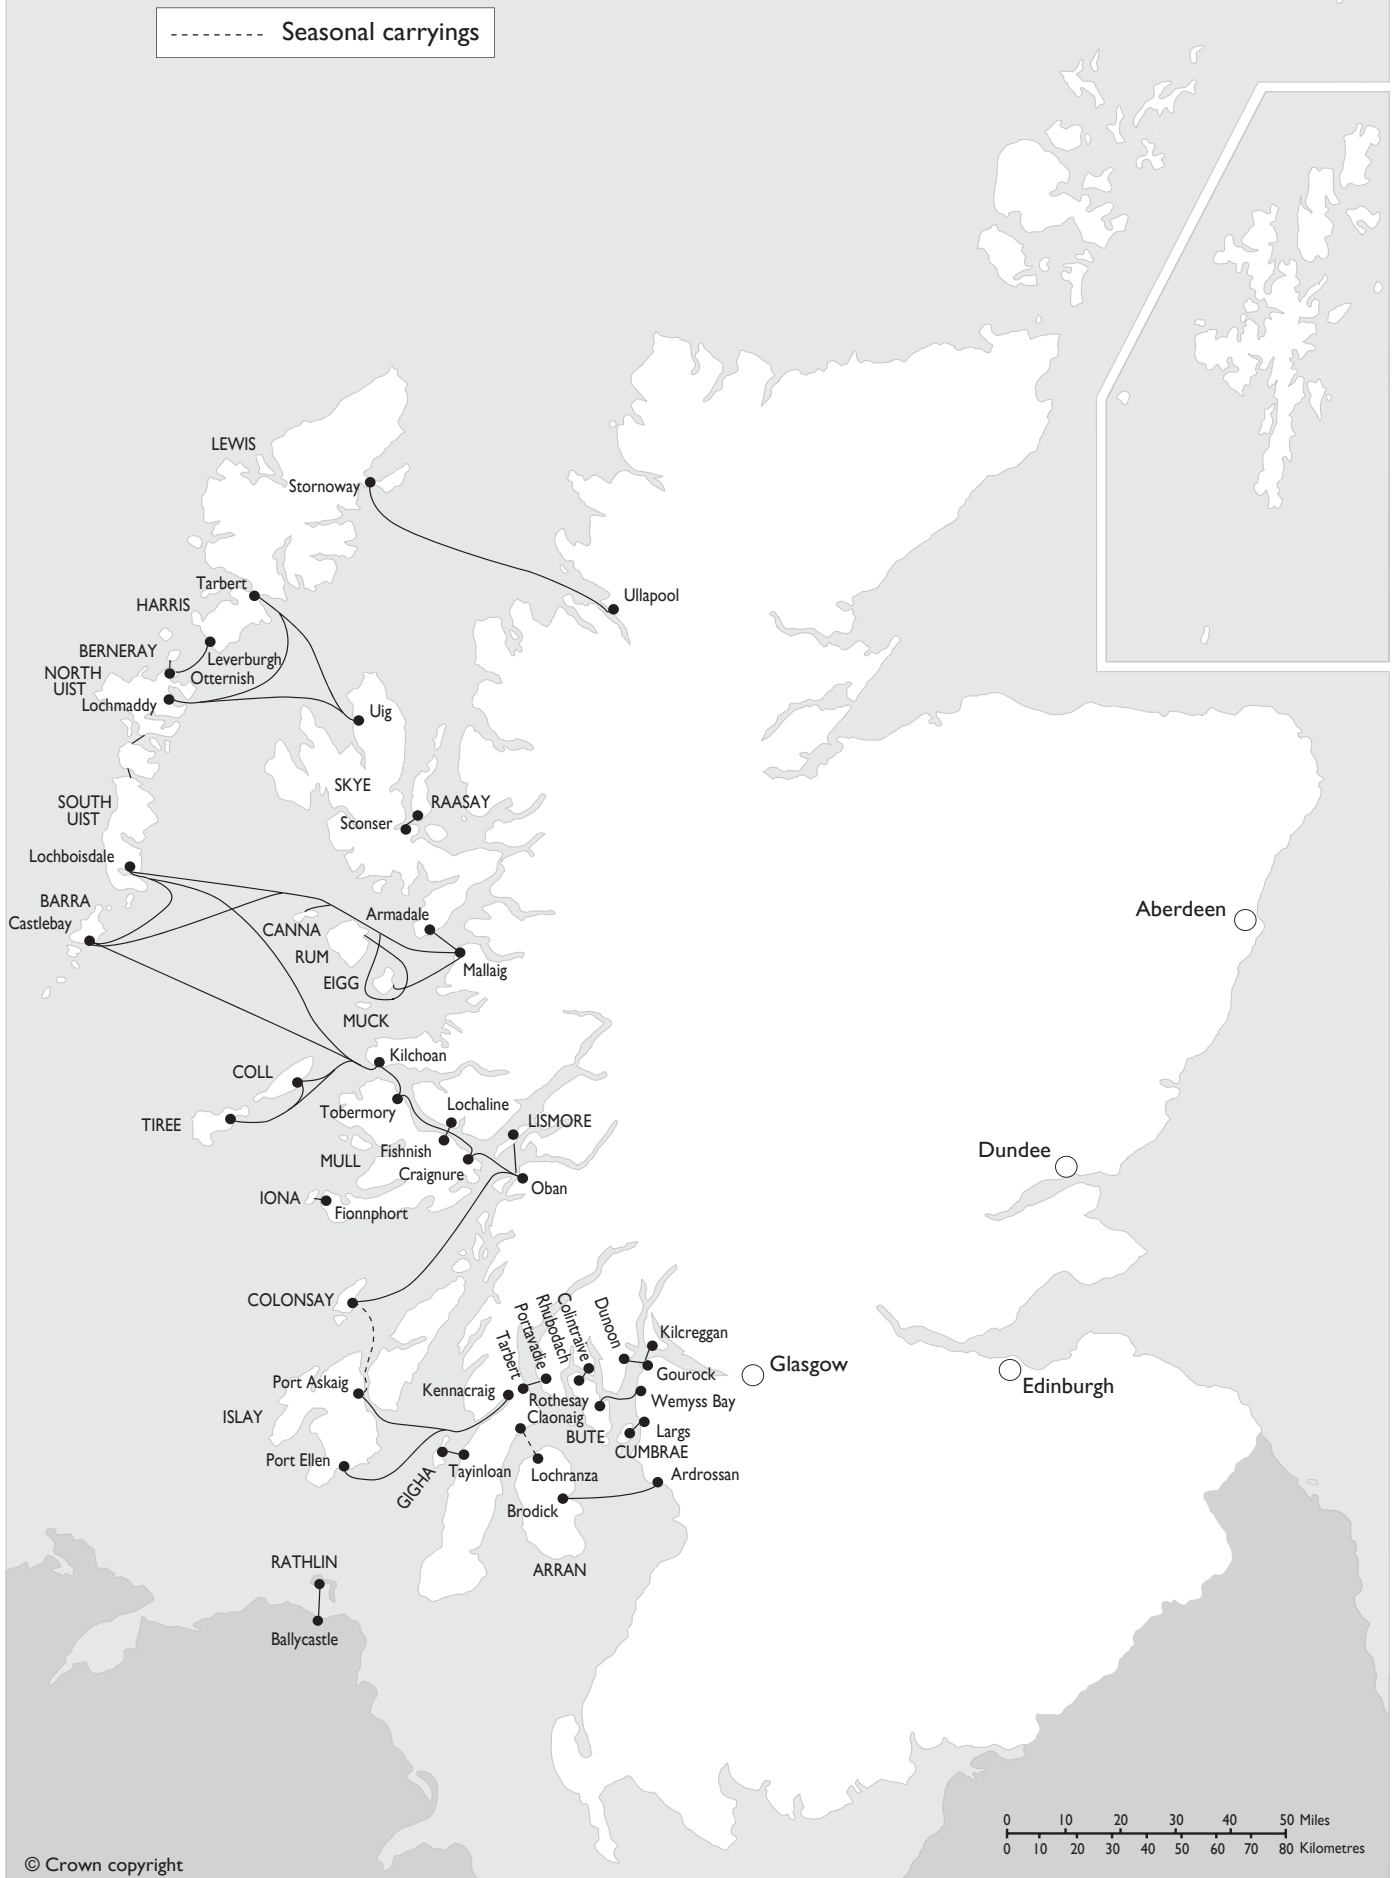 Seasonal carryings
LEWIS
Stornoway
Tarbert
HARRIS
Ullapool
BERNERAY
Leverburgh
NORTH
UIST
Otternish
Lochmaddy
Uig
SKYE
SOUTH
UIST
RAASAY
Sconser
Lochboisdale
BARRA
Castlebay
Armadale
CANNA
RUM
Mallaig
EIGG
MUCK
Aberdeen
Kilchoan
COLL
Tobermory
Lochaline
TIREE
LISMORE
Fishnish
MULL
Craignure
Oban
IONA
Fionnphort
Dundee
COLONSAY
Tarbert
Portavadie
Rhubodach
Colintraive
Dunoon
Kilcreggan
Gourock
Glasgow
Edinburgh
Port Askaig
Kennacraig
Rothesay
Wemyss Bay
ISLAY
Claonaig
BUTE
Largs
CUMBRAE
Port Ellen
GIGHA
Tayinloan
Lochranza
Ardrossan
Brodick
ARRAN
RATHLIN
Ballycastle
0 10 20 30 40 50 Miles
0 10 20 30 40 50 60 70 80 Kilometres
© Crown copyright